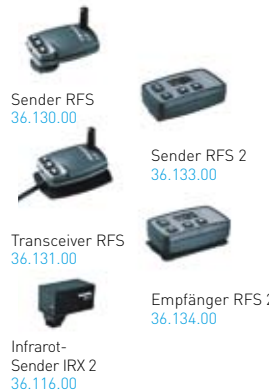 Sender RFS
36.130.00
Sender RFS 2
36.133.00
Transceiver RFS
36.131.00
Empfänger RFS 2
36.134.00
Infrarot-
Sender IRX 2
36.116.00